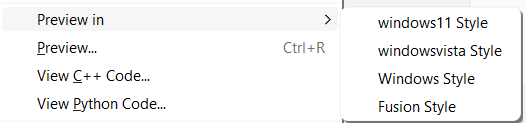 Preview in
Preview... Ctrl+R
View C++ Code...
View Python Code...
windows11 Style
windowsvista Style
Windows Style
Fusion Style